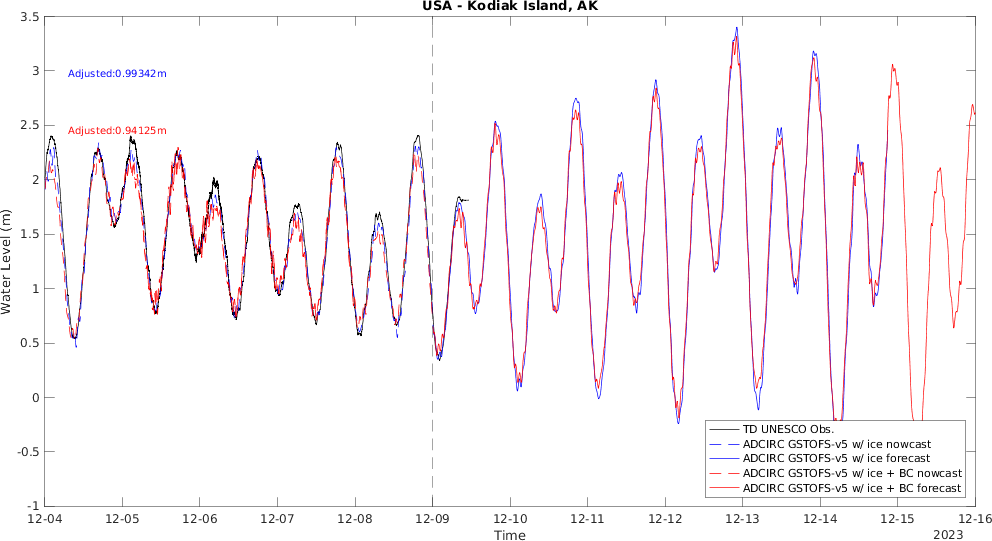 USA - Kodiak Island, AK
3.5
3
2.5
2
1.5
1
0.5
0
-0.5
-1
Water Level (m)
Adjusted:0.99342m
Adjusted:0.94125m
TD UNESCO Obs.
ADCIRC GSTOFS-v5 w/ ice nowcast
ADCIRC GSTOFS-v5 w/ ice forecast
ADCIRC GSTOFS-v5 w/ ice + BC nowcast
ADCIRC GSTOFS-v5 w/ ice + BC forecast
12-04 12-05 12-06 12-07 12-08 12-09 12-10 12-11 12-12 12-13 12-14 12-15 12-16
Time
2023